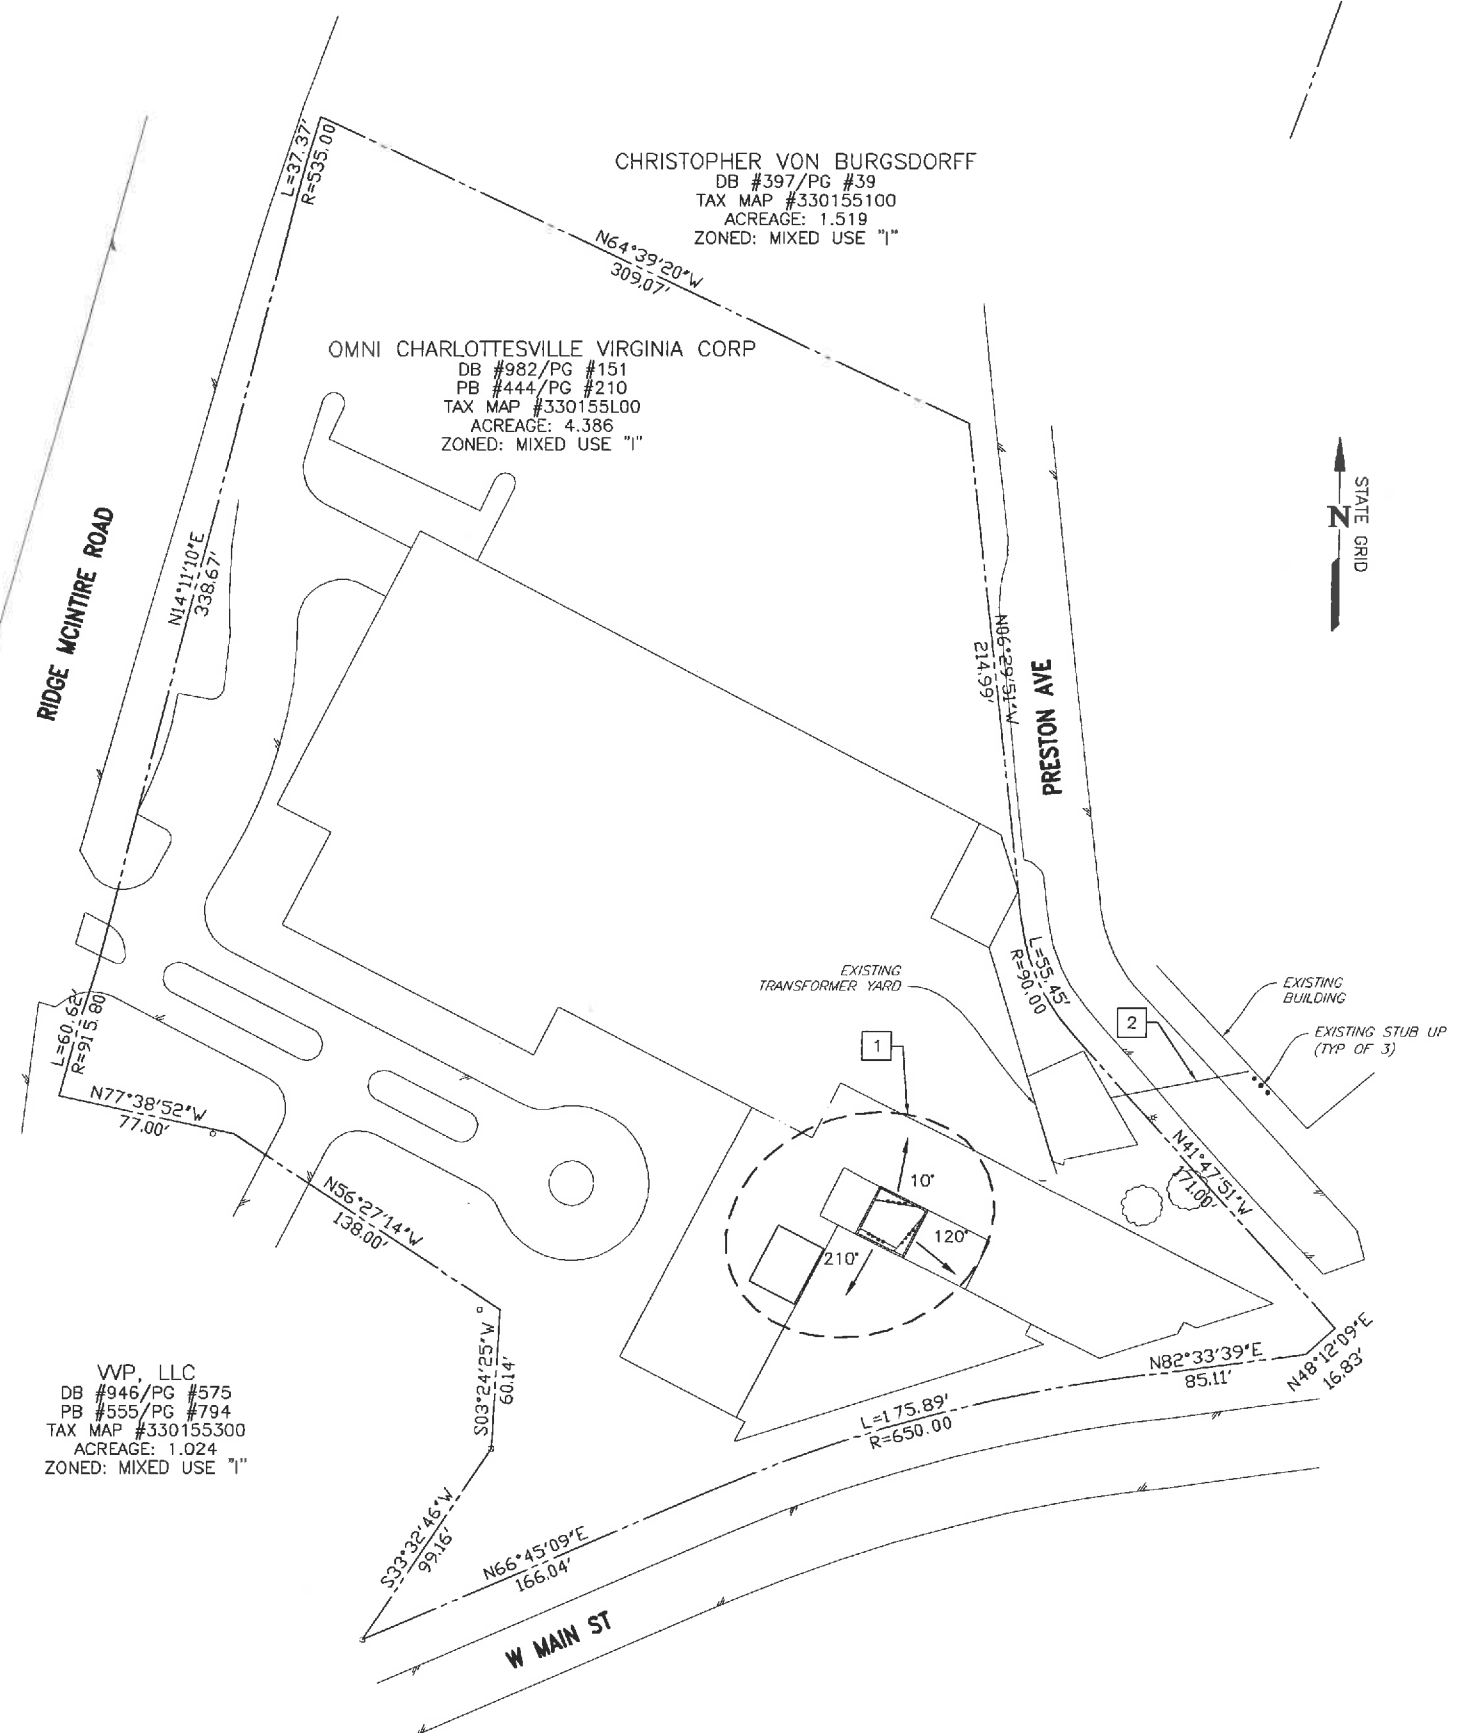 L=37.37'
R=535.00
CHRISTOPHER VON BURGSDORFF
DB #397/PG #39
TAX MAP #330155100
ACREAGE: 1.519
ZONED: MIXED USE "I"
N64°39'20"W
309.07'
OMNI CHARLOTTESVILLE VIRGINIA CORP
DB #982/PG #151
PB #444/PG #210
TAX MAP #330155L00
ACREAGE: 4.386
ZONED: MIXED USE "I"
STATE GRID
N
RIDGE MCINTIRE ROAD
N14°11'10"E
338.67'
N06°29'51"W
214.99'
PRESTON AVE
EXISTING
TRANSFORMER YARD
L=55.45'
R=90.00
EXISTING
BUILDING
2
EXISTING STUB UP
(TYP OF 3)
1
L=60.62'
R=915.80
N77°38'52"W
77.00'
N41°47'51"W
171.00'
N56°27'14"W
138.00'
10°
120°
210°
S03°24'25"W
60.14'
N82°33'39"E
85.11'
N48°12'09"E
16.83'
VVP, LLC
DB #946/PG #575
PB #555/PG #794
TAX MAP #330155300
ACREAGE: 1.024
ZONED: MIXED USE "I"
L=175.89'
R=650.00
S33°32'46"W
99.16'
N66°45'09"E
166.04'
W MAIN ST